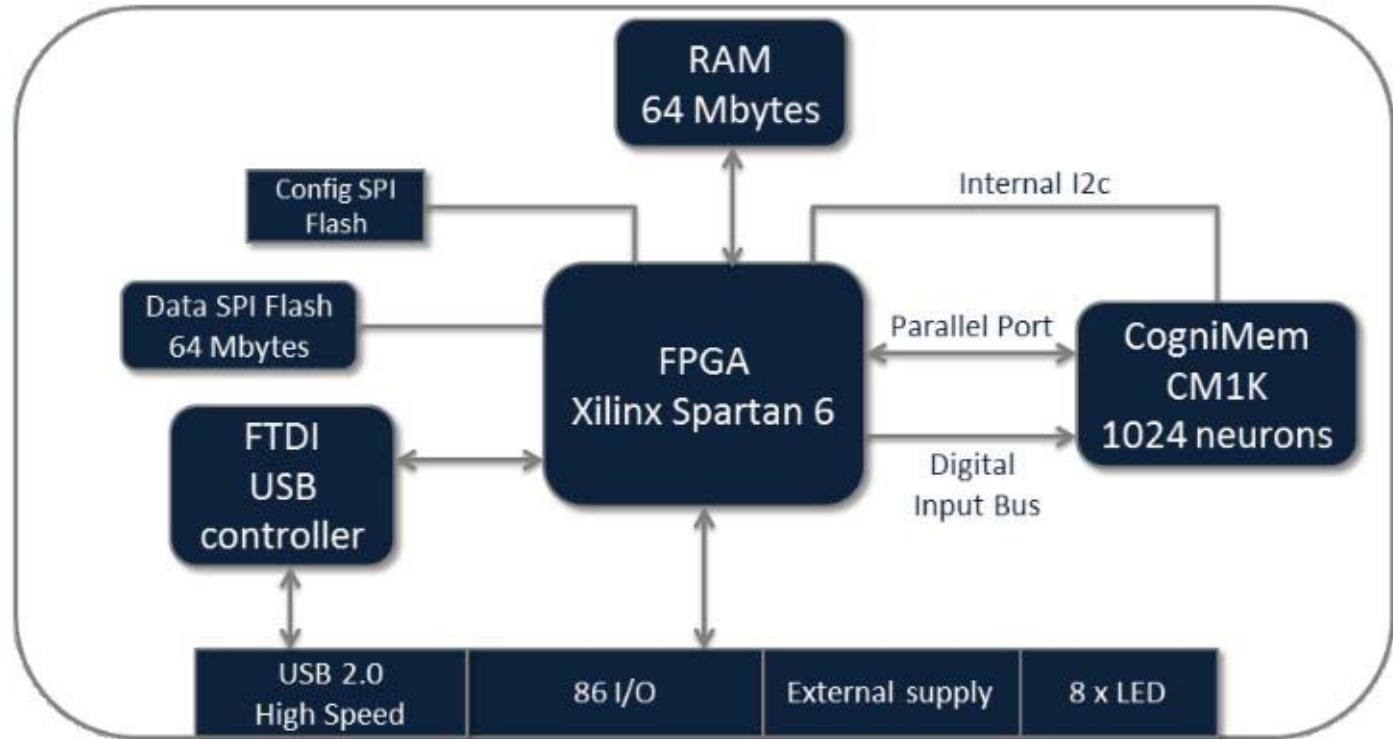 RAM
64 Mbytes
Config SPI
Flash
Internal I2c
Data SPI Flash
64 Mbytes
FPGA
Xilinx Spartan 6
Parallel Port
CogniMem
CM1K
1024 neurons
Digital
Input Bus
FTDI
USB
controller
USB 2.0
High Speed
86 I/O
External supply
8 x LED